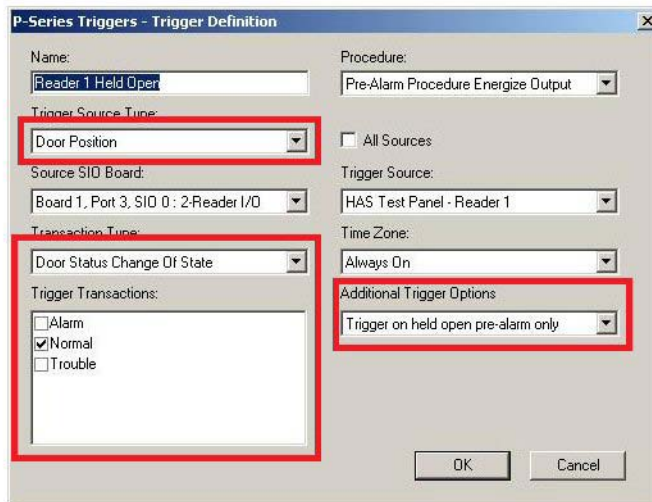 P-Series Triggers - Trigger Definition
Name:
Reader 1 Held Open
Procedure:
Pre-Alarm Procedure Energize Output
Trigger Source Type:
Door Position
All Sources
Source SIO Board:
Board 1, Port 3, SIO 0 : 2-Reader I/O
Trigger Source:
HAS Test Panel - Reader 1
Transaction Type:
Door Status Change Of State
Time Zone:
Always On
Trigger Transactions:
Alarm
Normal
Trouble
Additional Trigger Options
Trigger on held open pre-alarm only
OK
Cancel